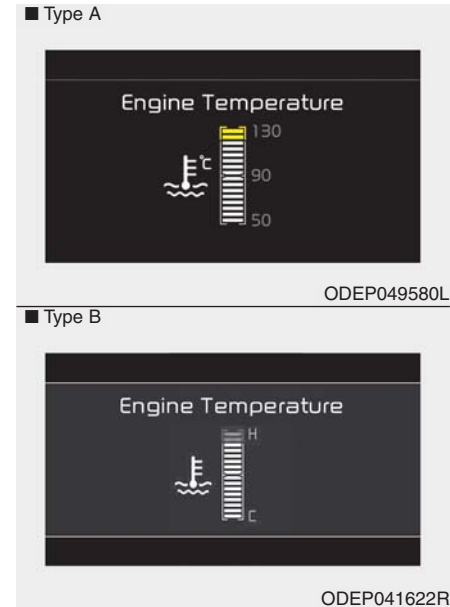 ■ Type A
Engine Temperature
130
°C
90
50
ODEP049580L
■ Type B
Engine Temperature
H
C
ODEP041622R